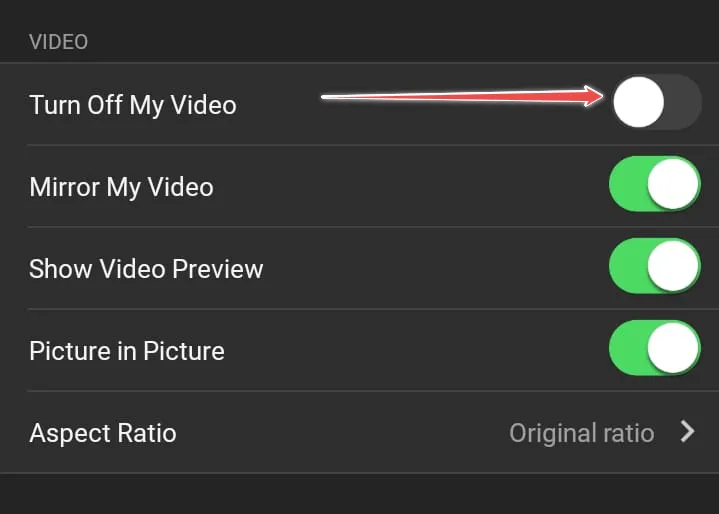 VIDEO
Turn Off My Video
Mirror My Video
Show Video Preview
Picture in Picture
Aspect Ratio Original ratio